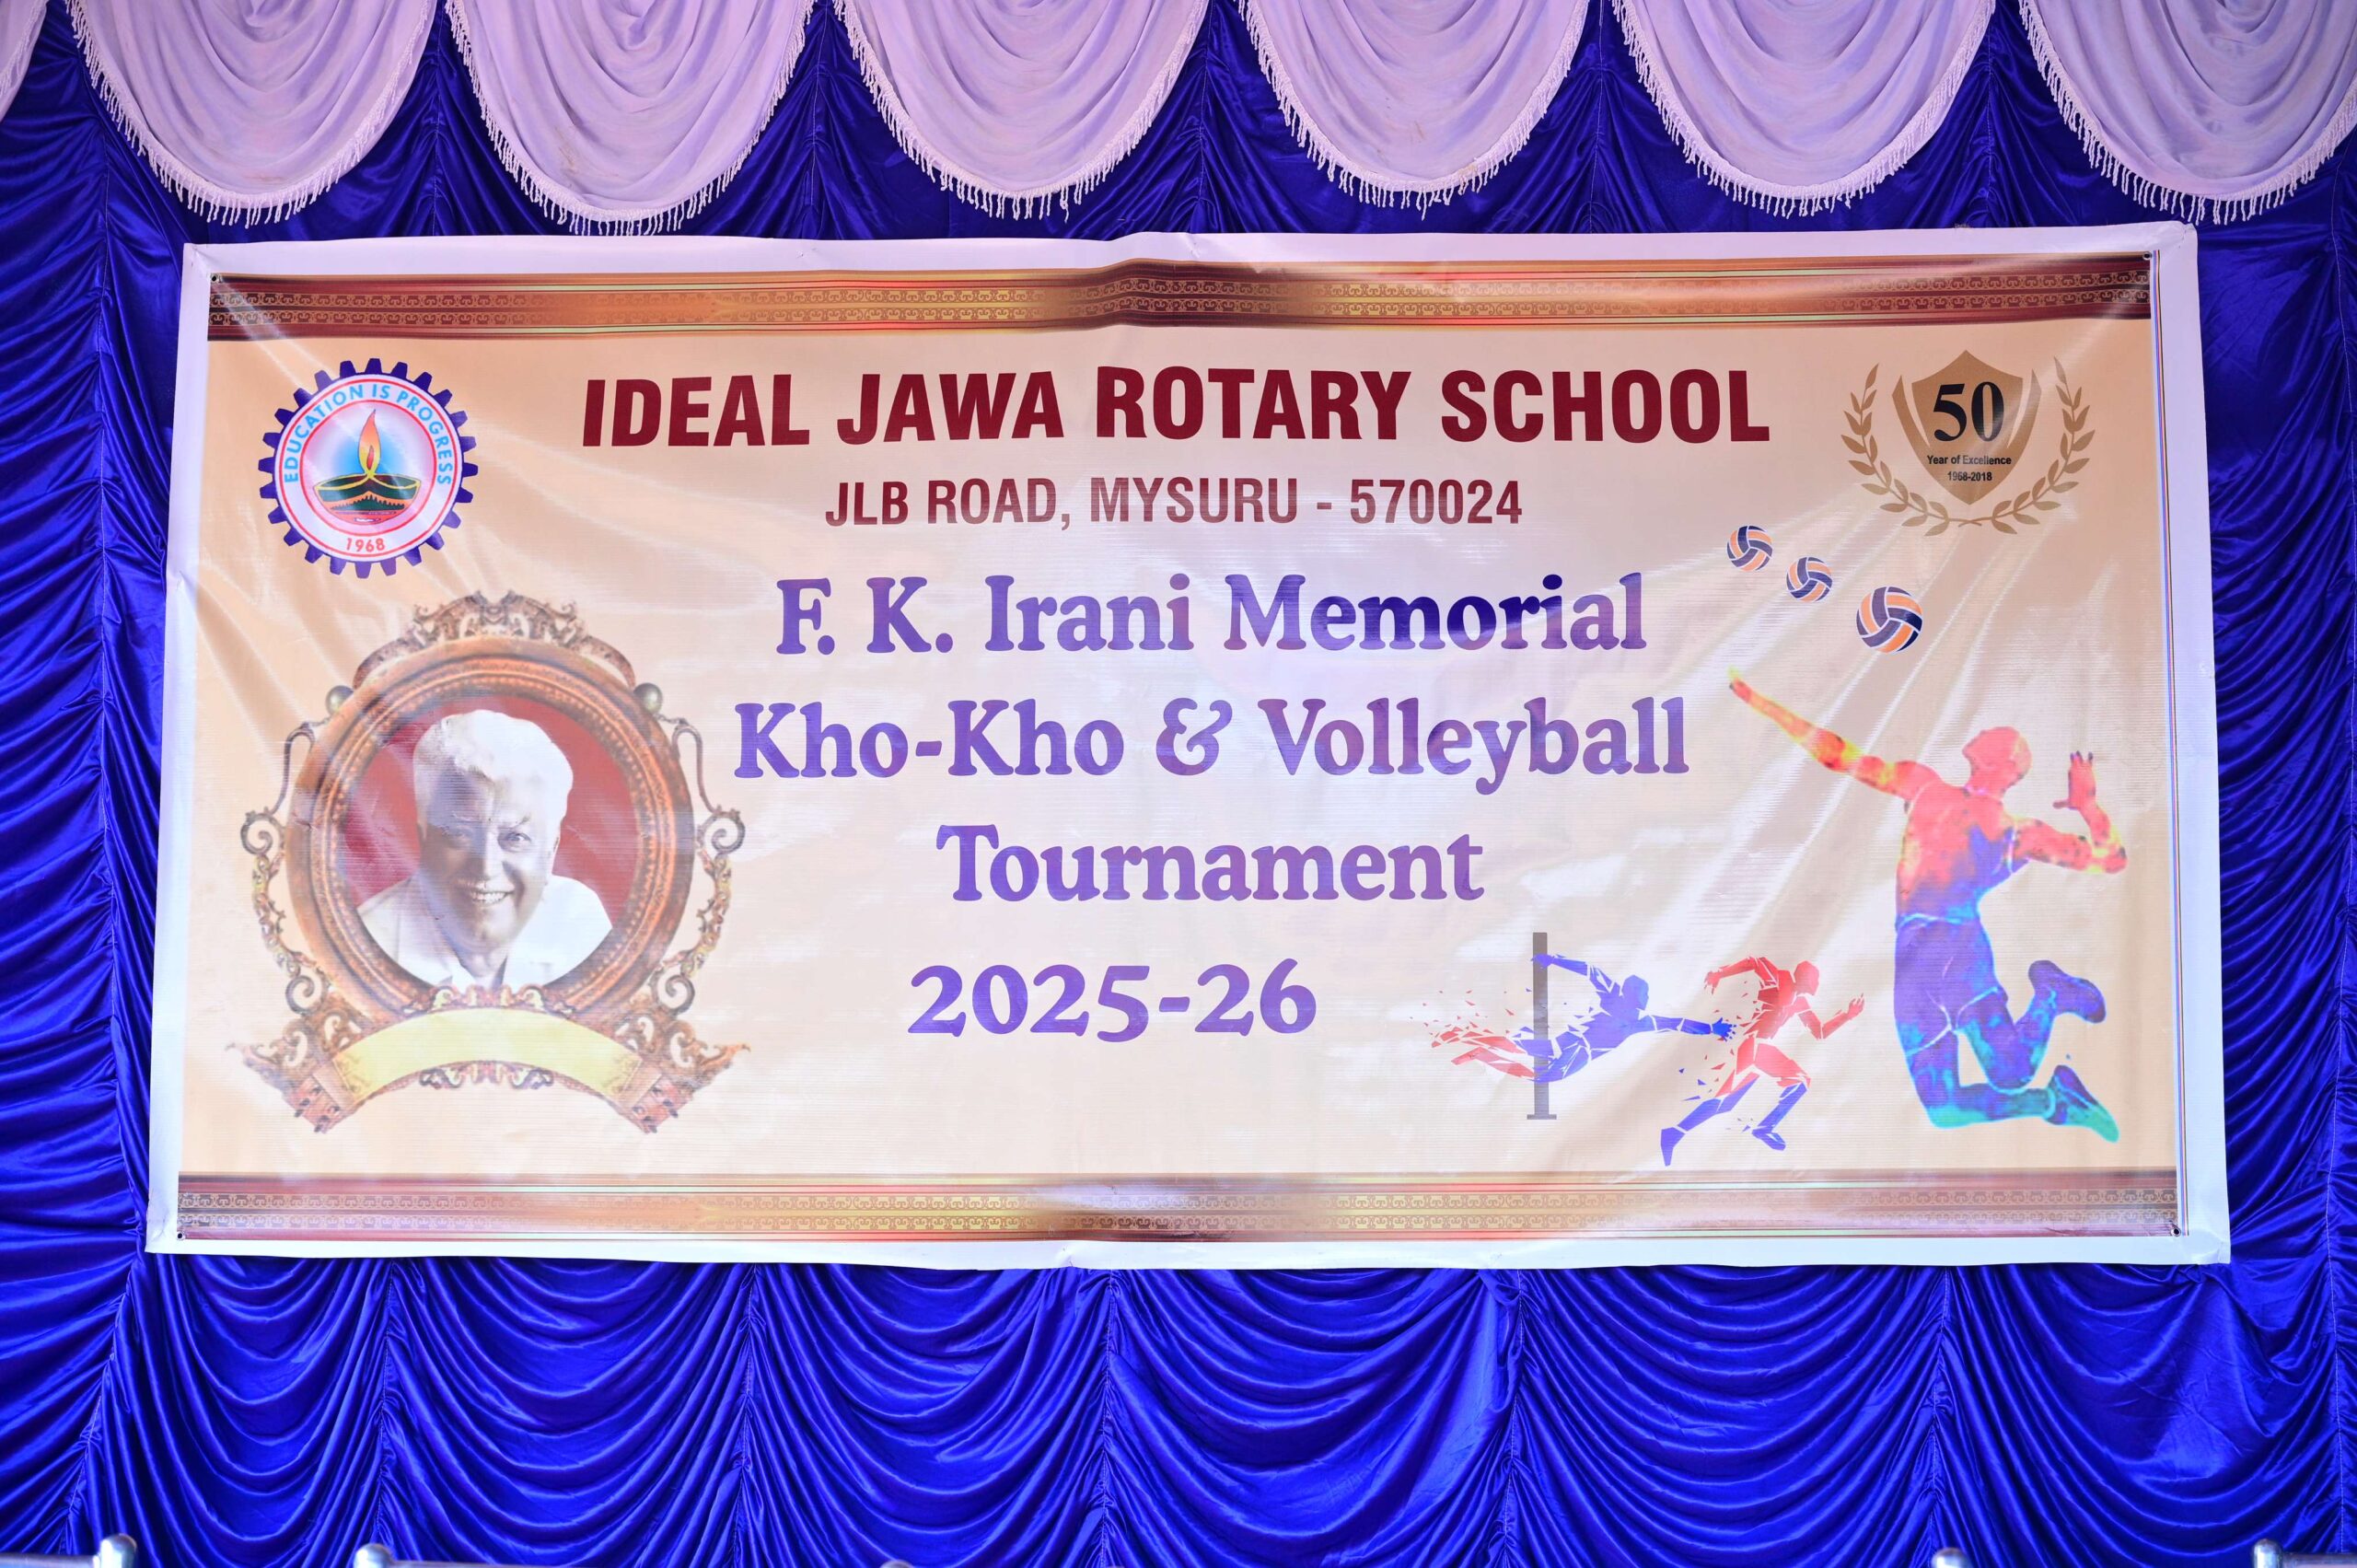 IDEAL JAWA ROTARY SCHOOL
JLB ROAD, MYSURU - 570024
EDUCATION IS PROGRESS
1968
50
Year of Excellence
1968-2018
F. K. Irani Memorial
Kho-Kho & Volleyball
Tournament
2025-26